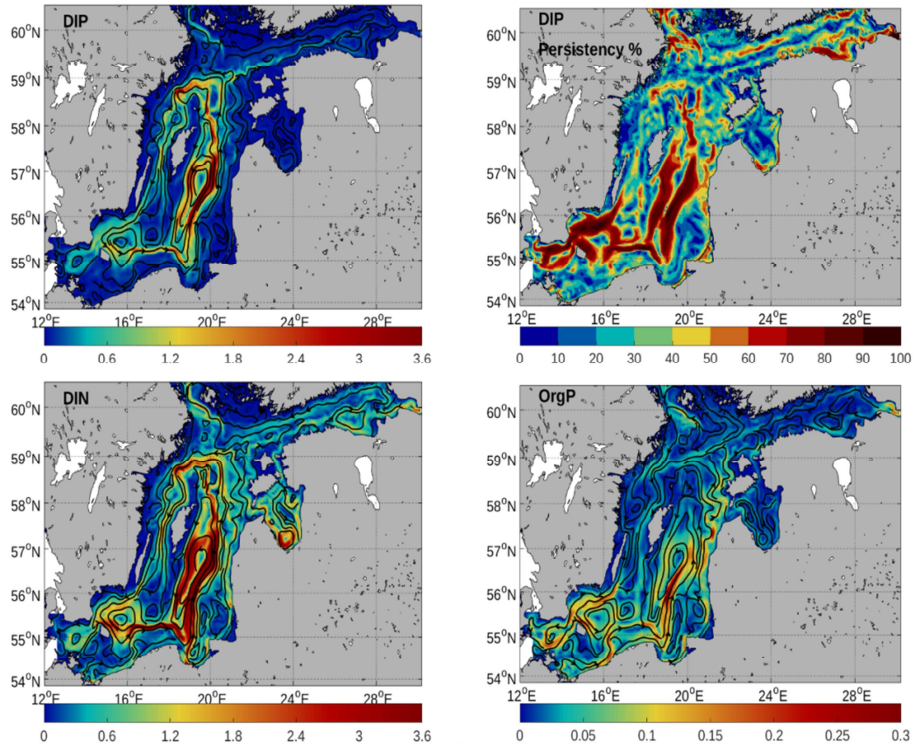 DIP
60°N
59°N
58°N
57°N
56°N
55°N
54°N
12°E 16°E 20°E 24°E 28°E
0 0.6 1.2 1.8 2.4 3 3.6
DIP
Persistency %
60°N
59°N
58°N
57°N
56°N
55°N
54°N
12°E 16°E 20°E 24°E 28°E
0 10 20 30 40 50 60 70 80 90 100
DIN
60°N
59°N
58°N
57°N
56°N
55°N
54°N
12°E 16°E 20°E 24°E 28°E
0 0.6 1.2 1.8 2.4 3 3.6
OrgP
60°N
59°N
58°N
57°N
56°N
55°N
54°N
12°E 16°E 20°E 24°E 28°E
0 0.05 0.1 0.15 0.2 0.25 0.3